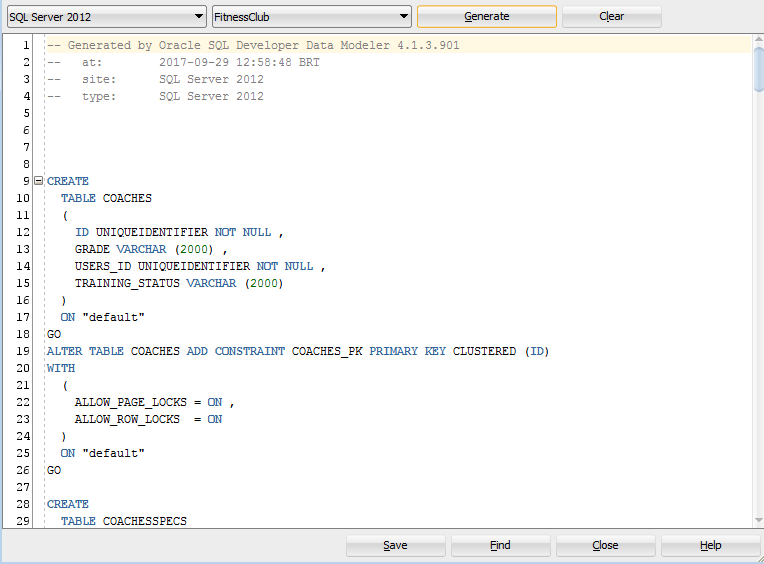 SQL Server 2012 FitnessClub Generate Clear
1 -- Generated by Oracle SQL Developer Data Modeler 4.1.3.901
2 --   at:        2017-09-29 12:58:48 BRT
3 --   site:      SQL Server 2012
4 --   type:      SQL Server 2012
5
6
7
8
9 CREATE
10   TABLE COACHES
11   (
12     ID UNIQUEIDENTIFIER NOT NULL ,
13     GRADE VARCHAR (2000) ,
14     USERS_ID UNIQUEIDENTIFIER NOT NULL ,
15     TRAINING_STATUS VARCHAR (2000)
16   )
17   ON "default"
18 GO
19 ALTER TABLE COACHES ADD CONSTRAINT COACHES_PK PRIMARY KEY CLUSTERED (ID)
20 WITH
21   (
22     ALLOW_PAGE_LOCKS = ON ,
23     ALLOW_ROW_LOCKS  = ON
24   )
25   ON "default"
26 GO
27
28 CREATE
29   TABLE COACHESSPECS
Save Find Close Help